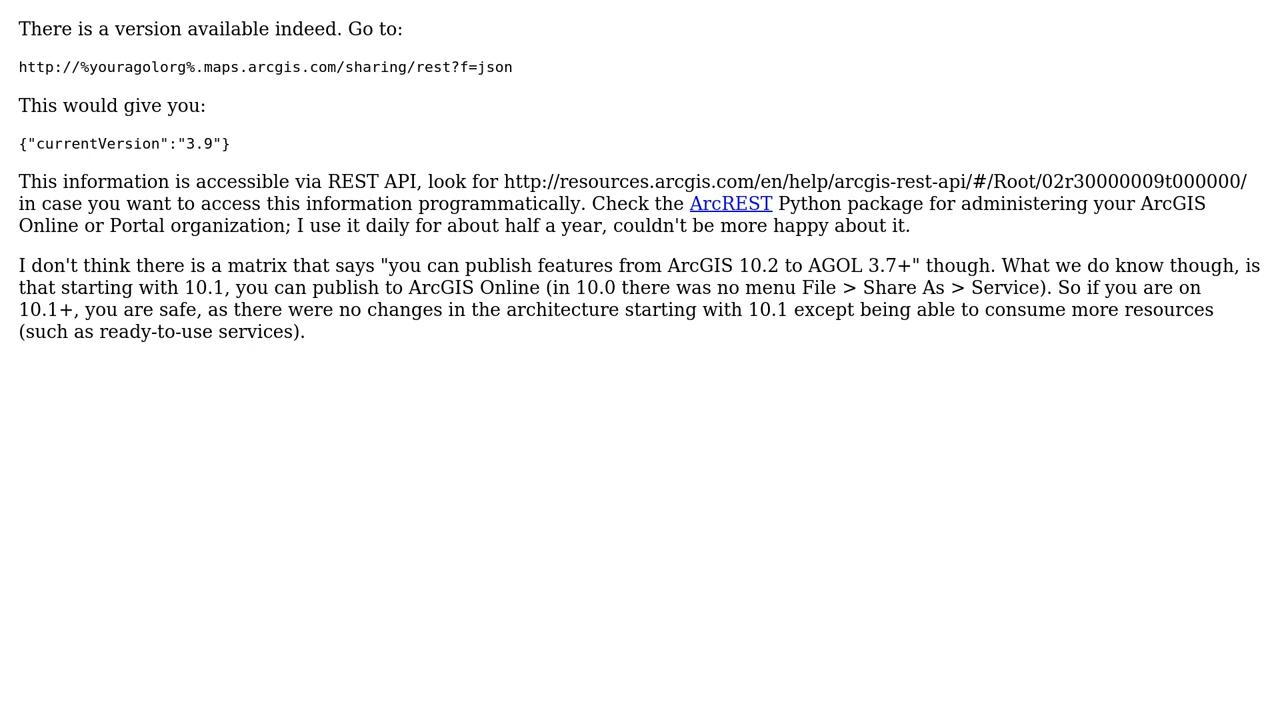 There is a version available indeed. Go to:
http://%youragolorg%.maps.arcgis.com/sharing/rest?f=json
This would give you:
{"currentVersion":"3.9"}
This information is accessible via REST API, look for http://resources.arcgis.com/en/help/arcgis-rest-api/#/Root/02r30000009t000000/
in case you want to access this information programmatically. Check the ArcREST Python package for administering your ArcGIS
Online or Portal organization; I use it daily for about half a year, couldn't be more happy about it.
I don't think there is a matrix that says "you can publish features from ArcGIS 10.2 to AGOL 3.7+" though. What we do know though, is
that starting with 10.1, you can publish to ArcGIS Online (in 10.0 there was no menu File > Share As > Service). So if you are on
10.1+, you are safe, as there were no changes in the architecture starting with 10.1 except being able to consume more resources
(such as ready-to-use services).